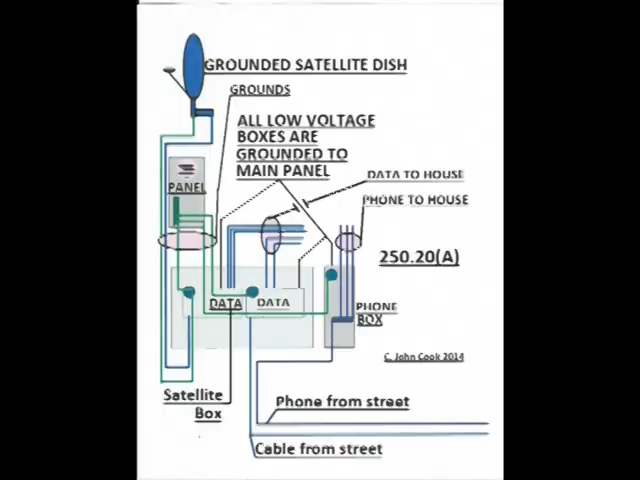 GROUNDED SATELLITE DISH
GROUNDS
ALL LOW VOLTAGE
BOXES ARE
GROUNDED TO
MAIN PANEL
DATA TO HOUSE
PANEL
PHONE TO HOUSE
250.20(A)
DATA
DATA
PHONE
BOX
C. John Cook 2014
Satellite
Box
Phone from street
Cable from street